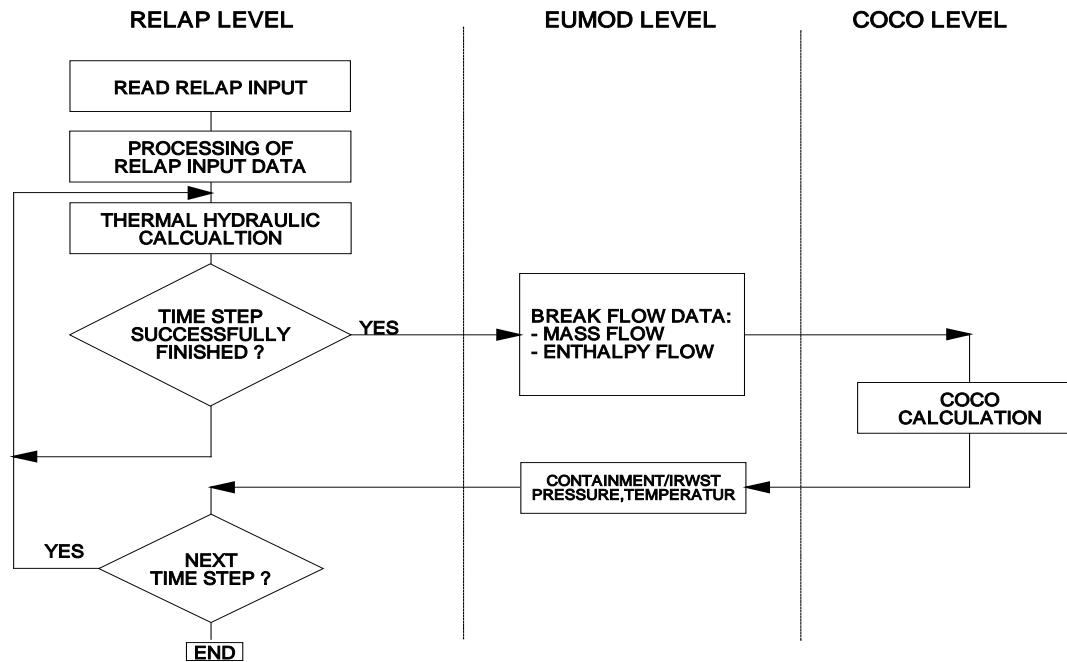 RELAP LEVEL
EUMOD LEVEL
COCO LEVEL
READ RELAP INPUT
PROCESSING OF
RELAP INPUT DATA
THERMAL HYDRAULIC
CALCUALTION
TIME STEP
SUCCESSFULLY
FINISHED ?
YES
BREAK FLOW DATA:
- MASS FLOW
- ENTHALPY FLOW
COCO
CALCULATION
CONTAINMENT/IRWST
PRESSURE,TEMPERATUR
YES
NEXT
TIME STEP ?
END